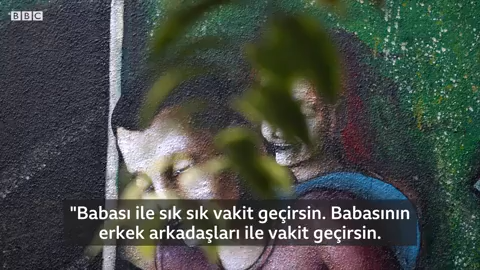 BBC
"Babası ile sık sık vakit geçirsin. Babasının
erkek arkadaşları ile vakit geçirsin.